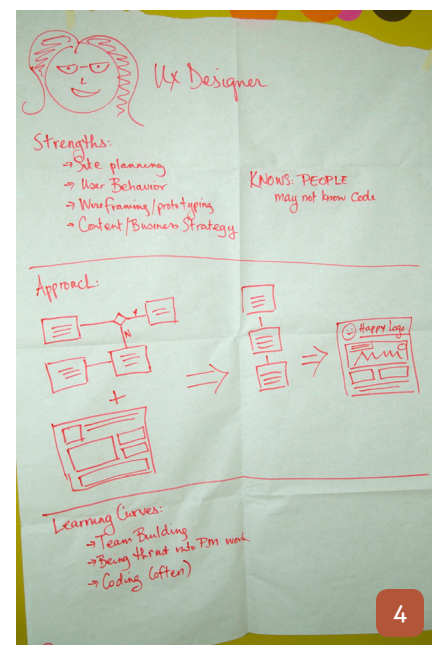 Ux Designer
Strengths:
→ Site planning
→ User Behavior
→ Wireframing/prototyping
→ Content/Business Strategy
KNOWS: PEOPLE
may not know Code
Approach:
Y
N
+
Happy Logo
Learning Curves:
→ Team Building
→ Being thrust into PM work
→ Coding (often)
4